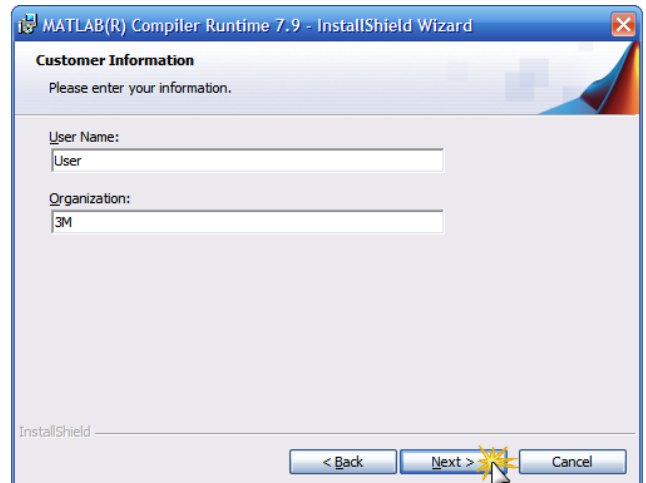 MATLAB(R) Compiler Runtime 7.9 - InstallShield Wizard
Customer Information
Please enter your information.
User Name:
User
Organization:
3M
InstallShield
< Back Next > Cancel